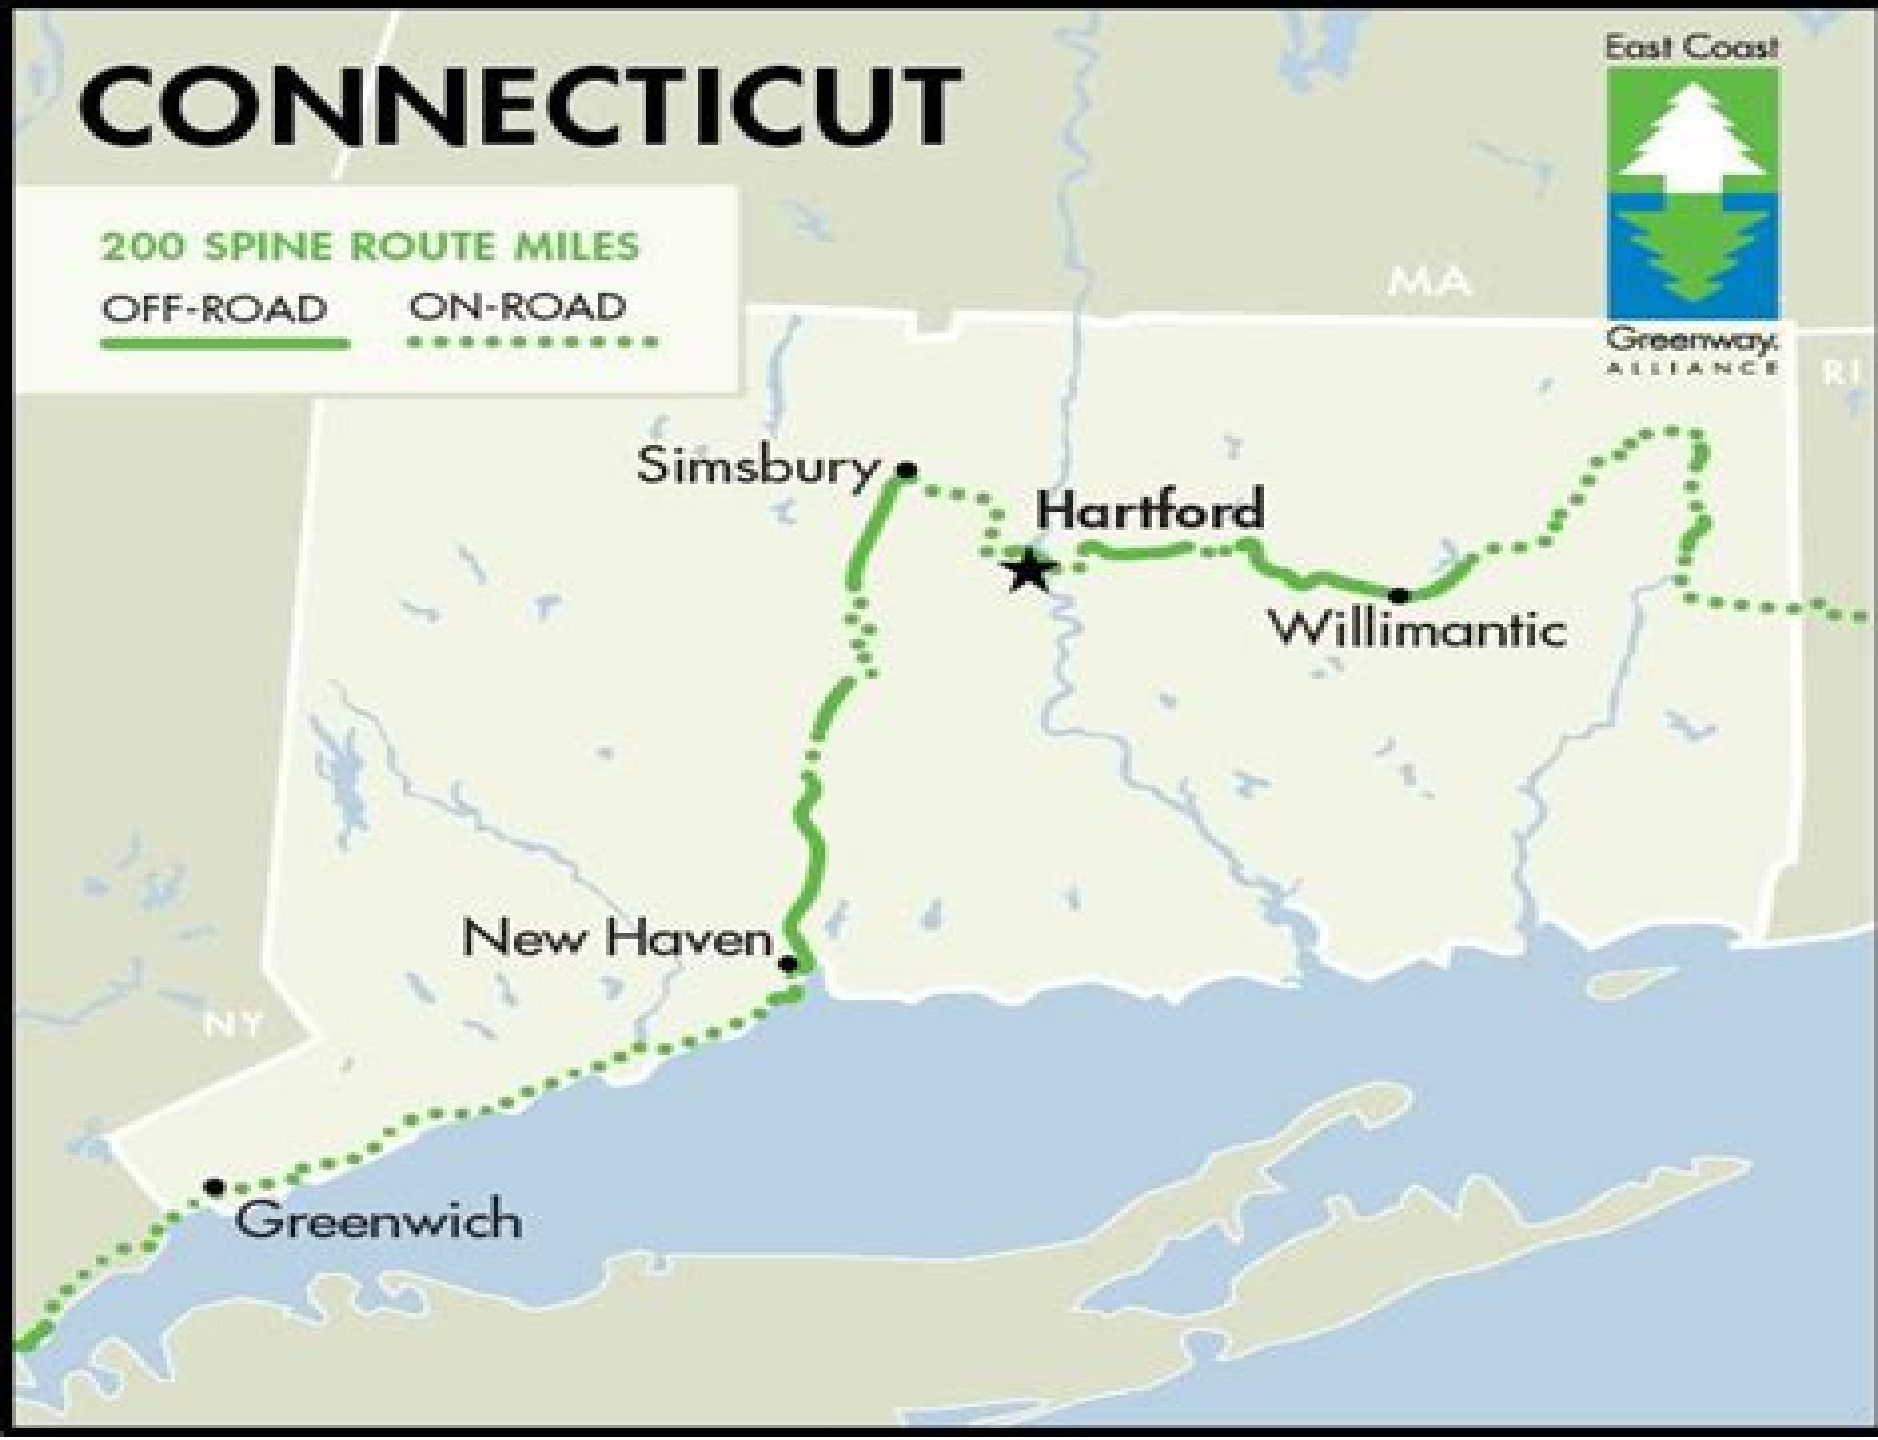 CONNECTICUT
East Coast
Greenway.
ALLIANCE
200 SPINE ROUTE MILES
OFF-ROAD ON-ROAD
MA
RI
Simsbury
Hartford
Willimantic
New Haven
NY
Greenwich